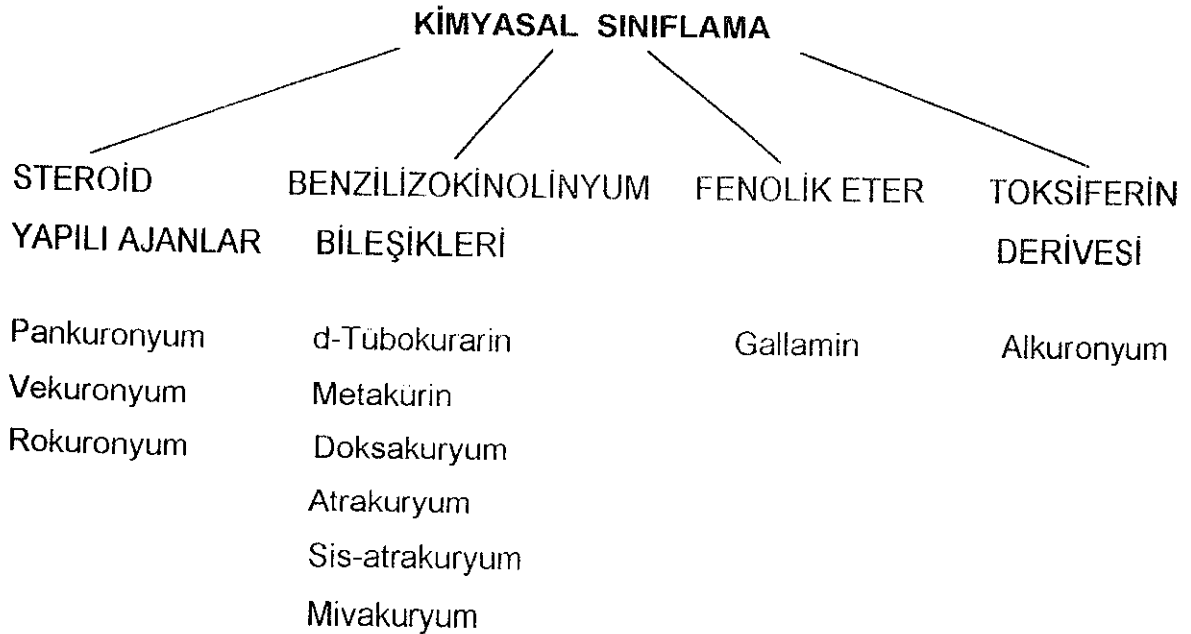 KİMYASAL SINIFLAMA
STEROİD
YAPILI AJANLAR
Pankuronyum
Vekuronyum
Rokuronyum
BENZİLİZOKİNOLİNYUM
BİLEŞİKLERİ
d-Tübokurarin
Metakürin
Doksakuryum
Atrakuryum
Sis-atrakuryum
Mivakuryum
FENOLİK ETER
Gallamin
TOKSİFERİN
DERİVESİ
Alkuronyum